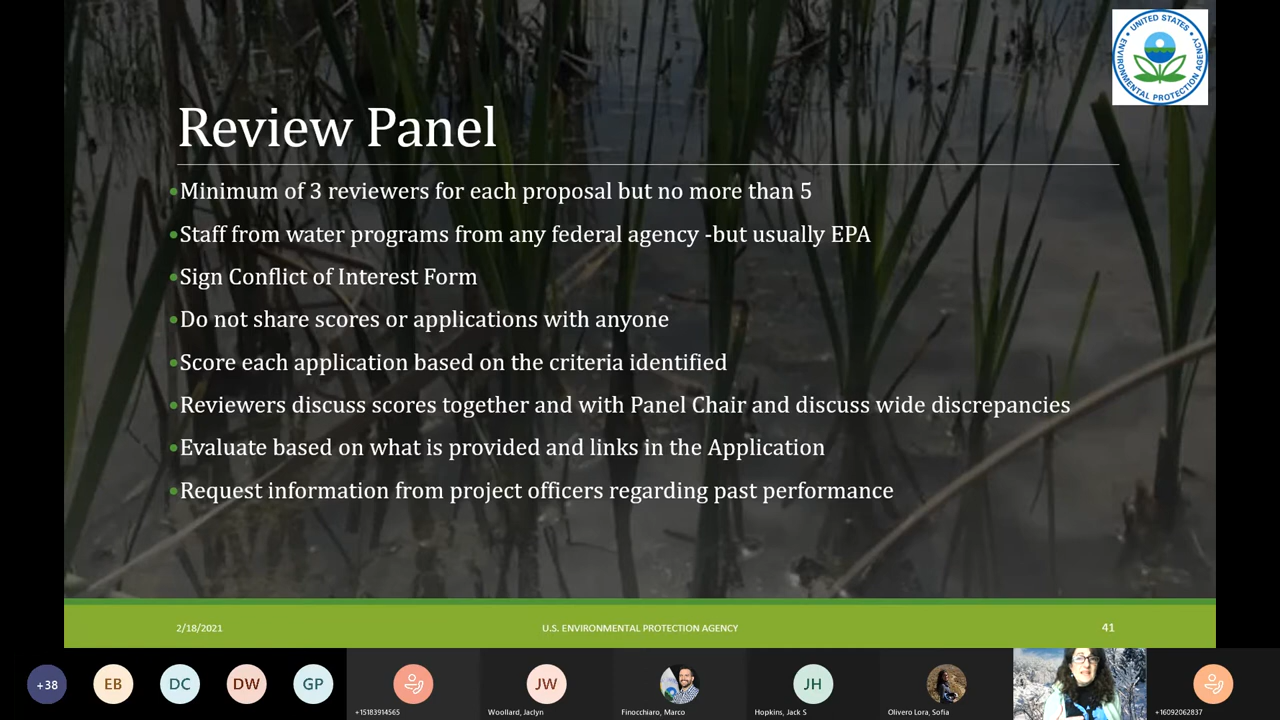 UNITED STATES
ENVIRONMENTAL PROTECTION AGENCY
Review Panel
•Minimum of 3 reviewers for each proposal but no more than 5
•Staff from water programs from any federal agency -but usually EPA
•Sign Conflict of Interest Form
•Do not share scores or applications with anyone
•Score each application based on the criteria identified
•Reviewers discuss scores together and with Panel Chair and discuss wide discrepancies
•Evaluate based on what is provided and links in the Application
•Request information from project officers regarding past performance
2/18/2021
U.S. ENVIRONMENTAL PROTECTION AGENCY
41
+38
EB
DC
DW
GP
JW
JH
+15183914565
Woollard, Jaclyn
Finocchiaro, Marco
Hopkins, Jack S
Olivero Lora, Sofia
+16092062837